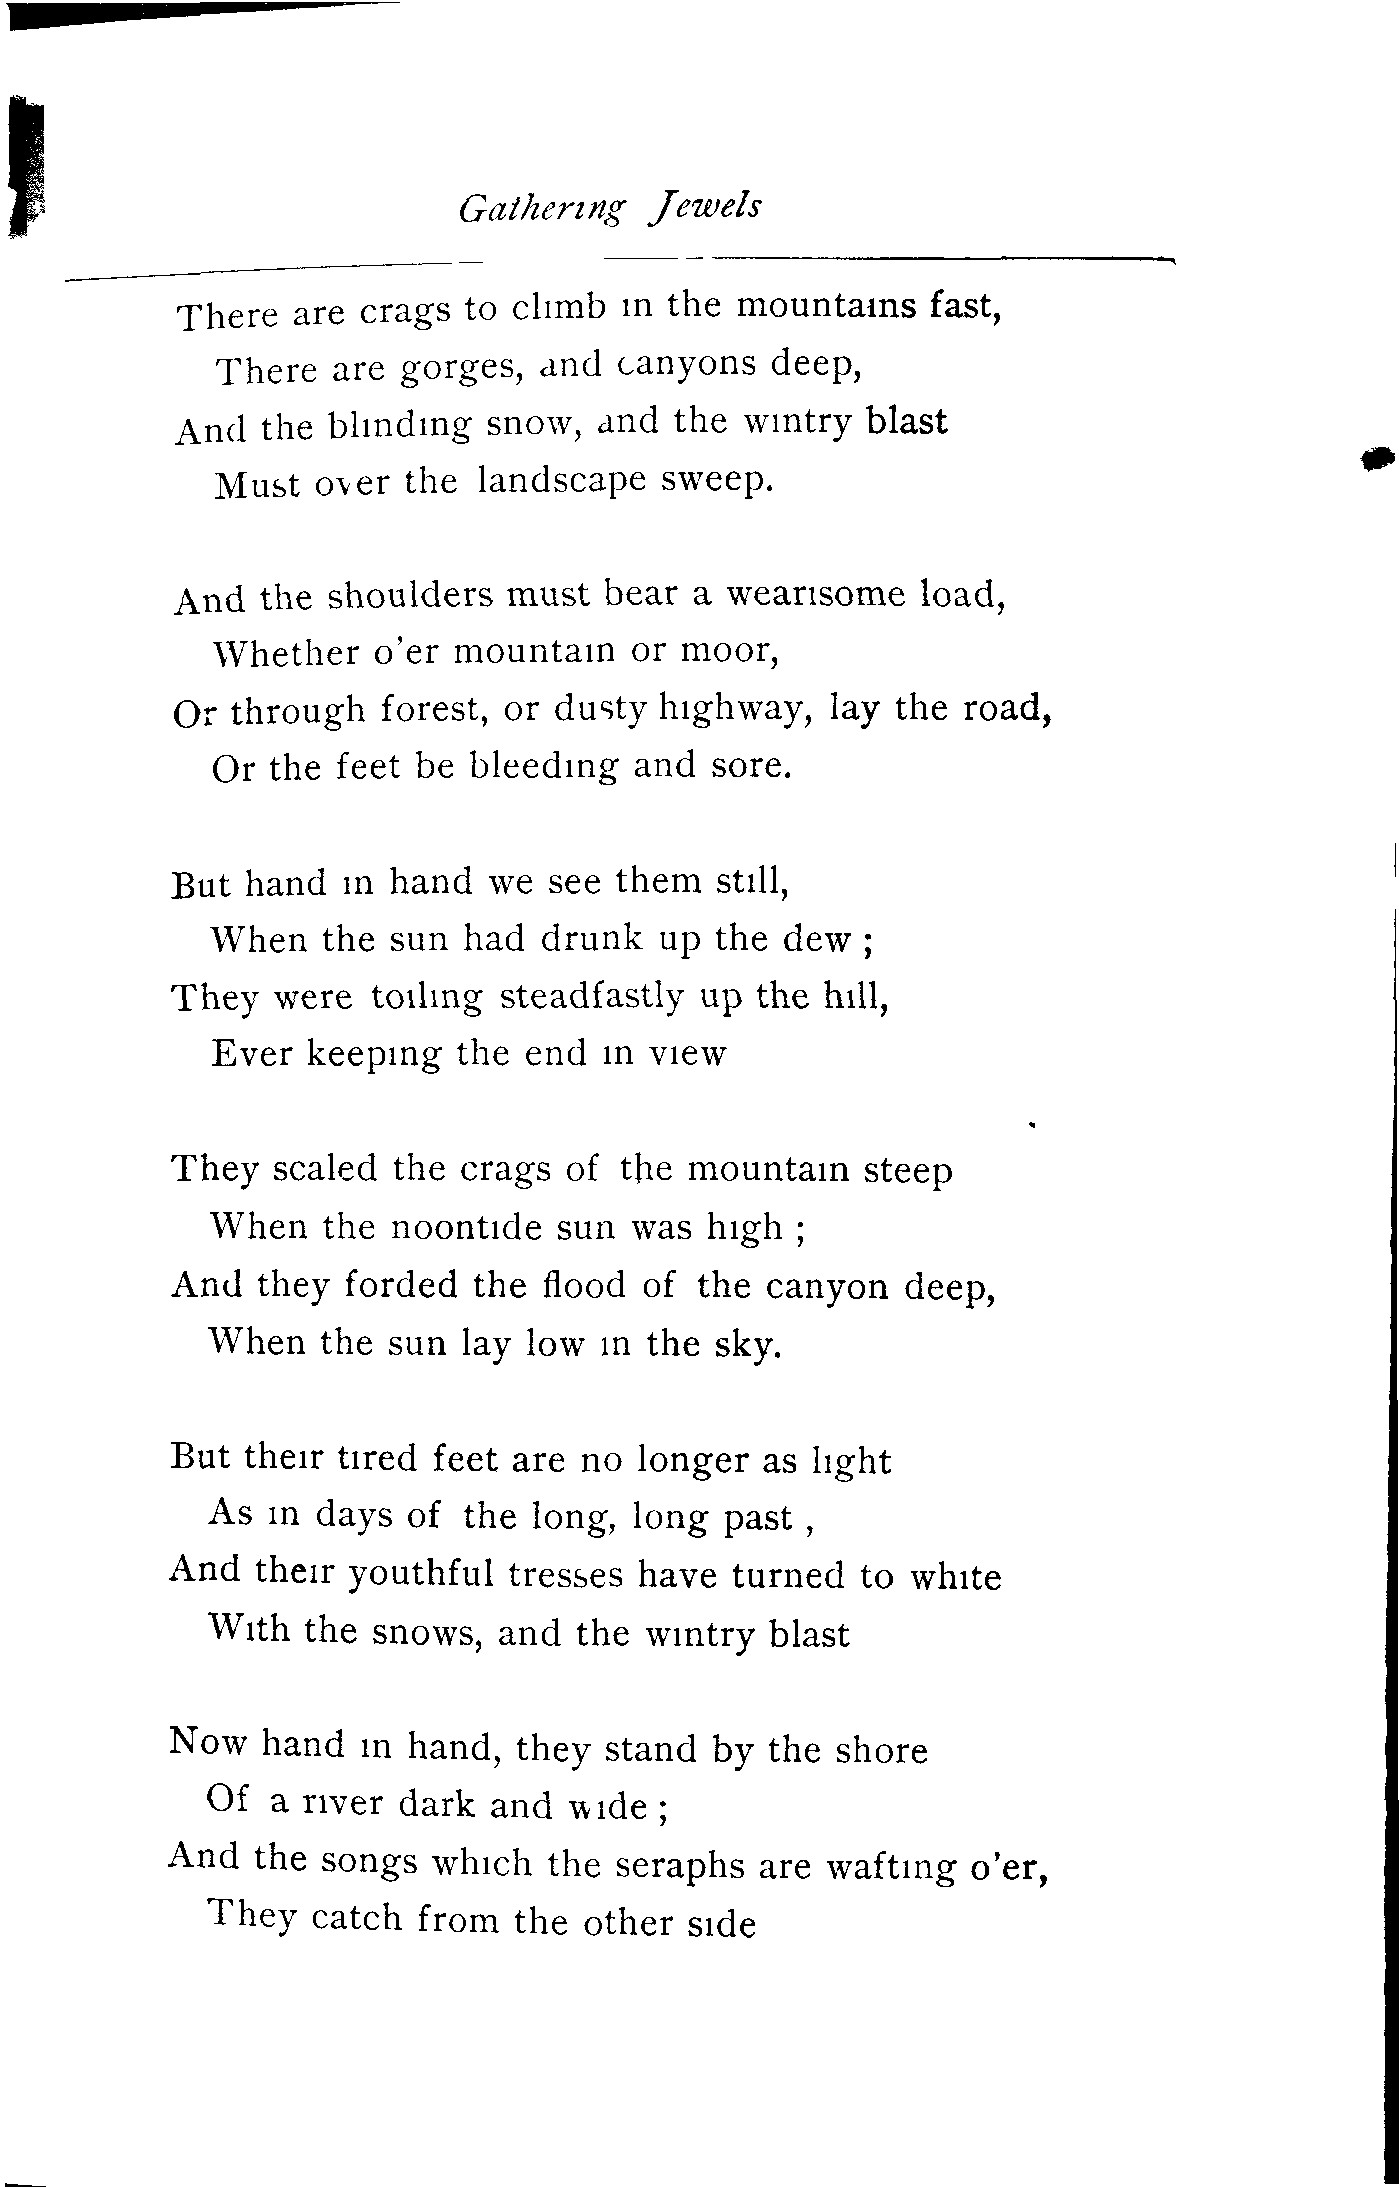 Gathering Jewels
There are crags to climb in the mountains fast,
There are gorges, and canyons deep,
And the blinding snow, and the wintry blast
Must over the landscape sweep.
And the shoulders must bear a wearisome load,
Whether o'er mountain or moor,
Or through forest, or dusty highway, lay the road,
Or the feet be bleeding and sore.
But hand in hand we see them still,
When the sun had drunk up the dew ;
They were toiling steadfastly up the hill,
Ever keeping the end in view
They scaled the crags of the mountain steep
When the noontide sun was high ;
And they forded the flood of the canyon deep,
When the sun lay low in the sky.
But their tired feet are no longer as light
As in days of the long, long past ,
And their youthful tresses have turned to white
With the snows, and the wintry blast
Now hand in hand, they stand by the shore
Of a river dark and wide ;
And the songs which the seraphs are wafting o'er,
They catch from the other side